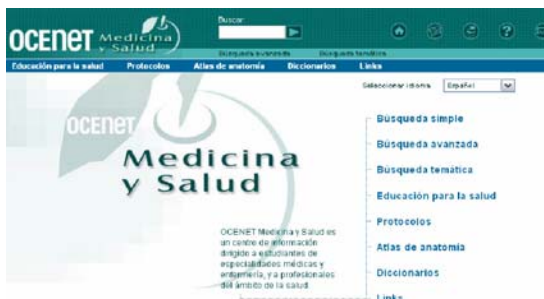 OCENET Medicina
y Salud
Buscar:
Búsqueda avanzada Búsqueda temática
Educación para la salud Protocolos Atlas de anatomía Diccionarios Links
Seleccionar idioma Español
OCENET
Medicina
y Salud
OCENET Medicina y Salud es
un centro de información
dirigido a estudiantes de
especialidades médicas y
enfermería, y a profesionales
del ámbito de la salud.
Búsqueda simple
Búsqueda avanzada
Búsqueda temática
Educación para la salud
Protocolos
Atlas de anatomía
Diccionarios
Links